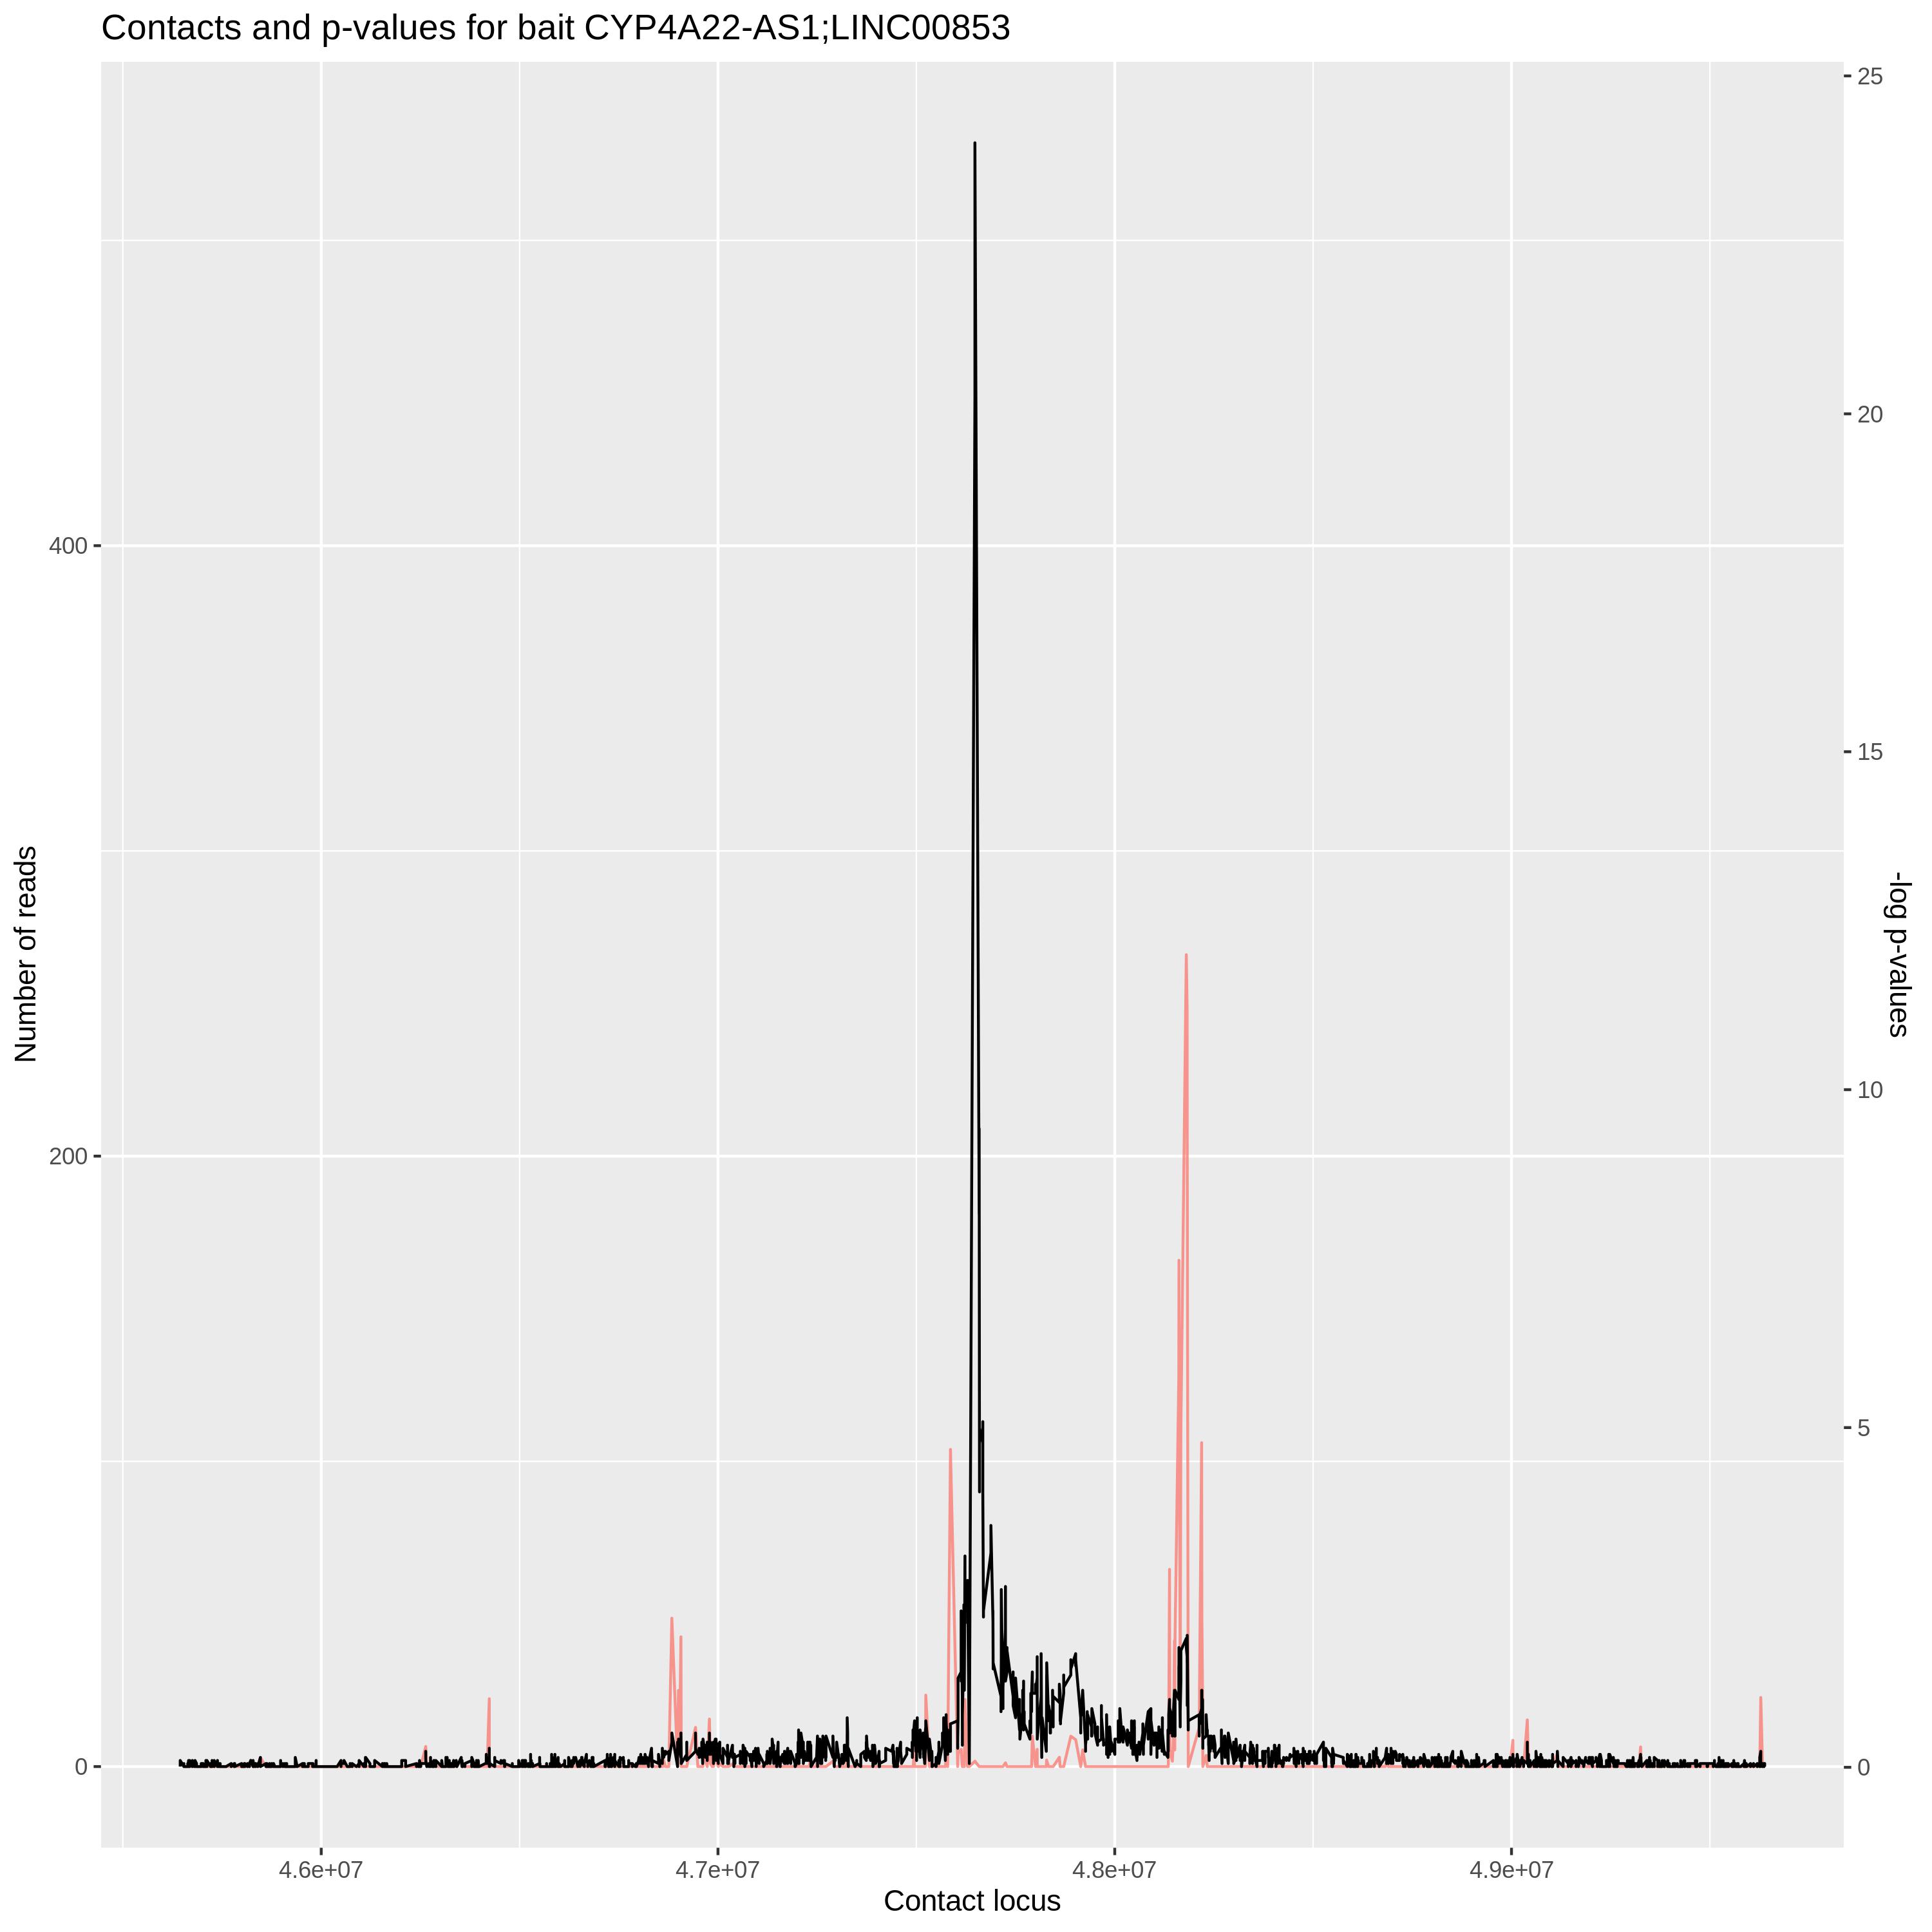 Contacts and p-values for bait CYP4A22-AS1;LINC00853
25
20
400
15
Number of reads
-log p-values
10
200
5
0
0
4.6e+07
4.7e+07
4.8e+07
4.9e+07
Contact locus